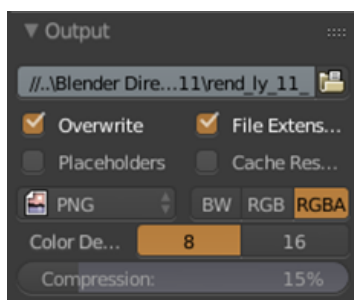 Output
//..\Blender Dire...11\rend_ly_11_
Overwrite File Extens...
Placeholders Cache Res...
PNG BW RGB RGBA
Color De... 8 16
Compression: 15%